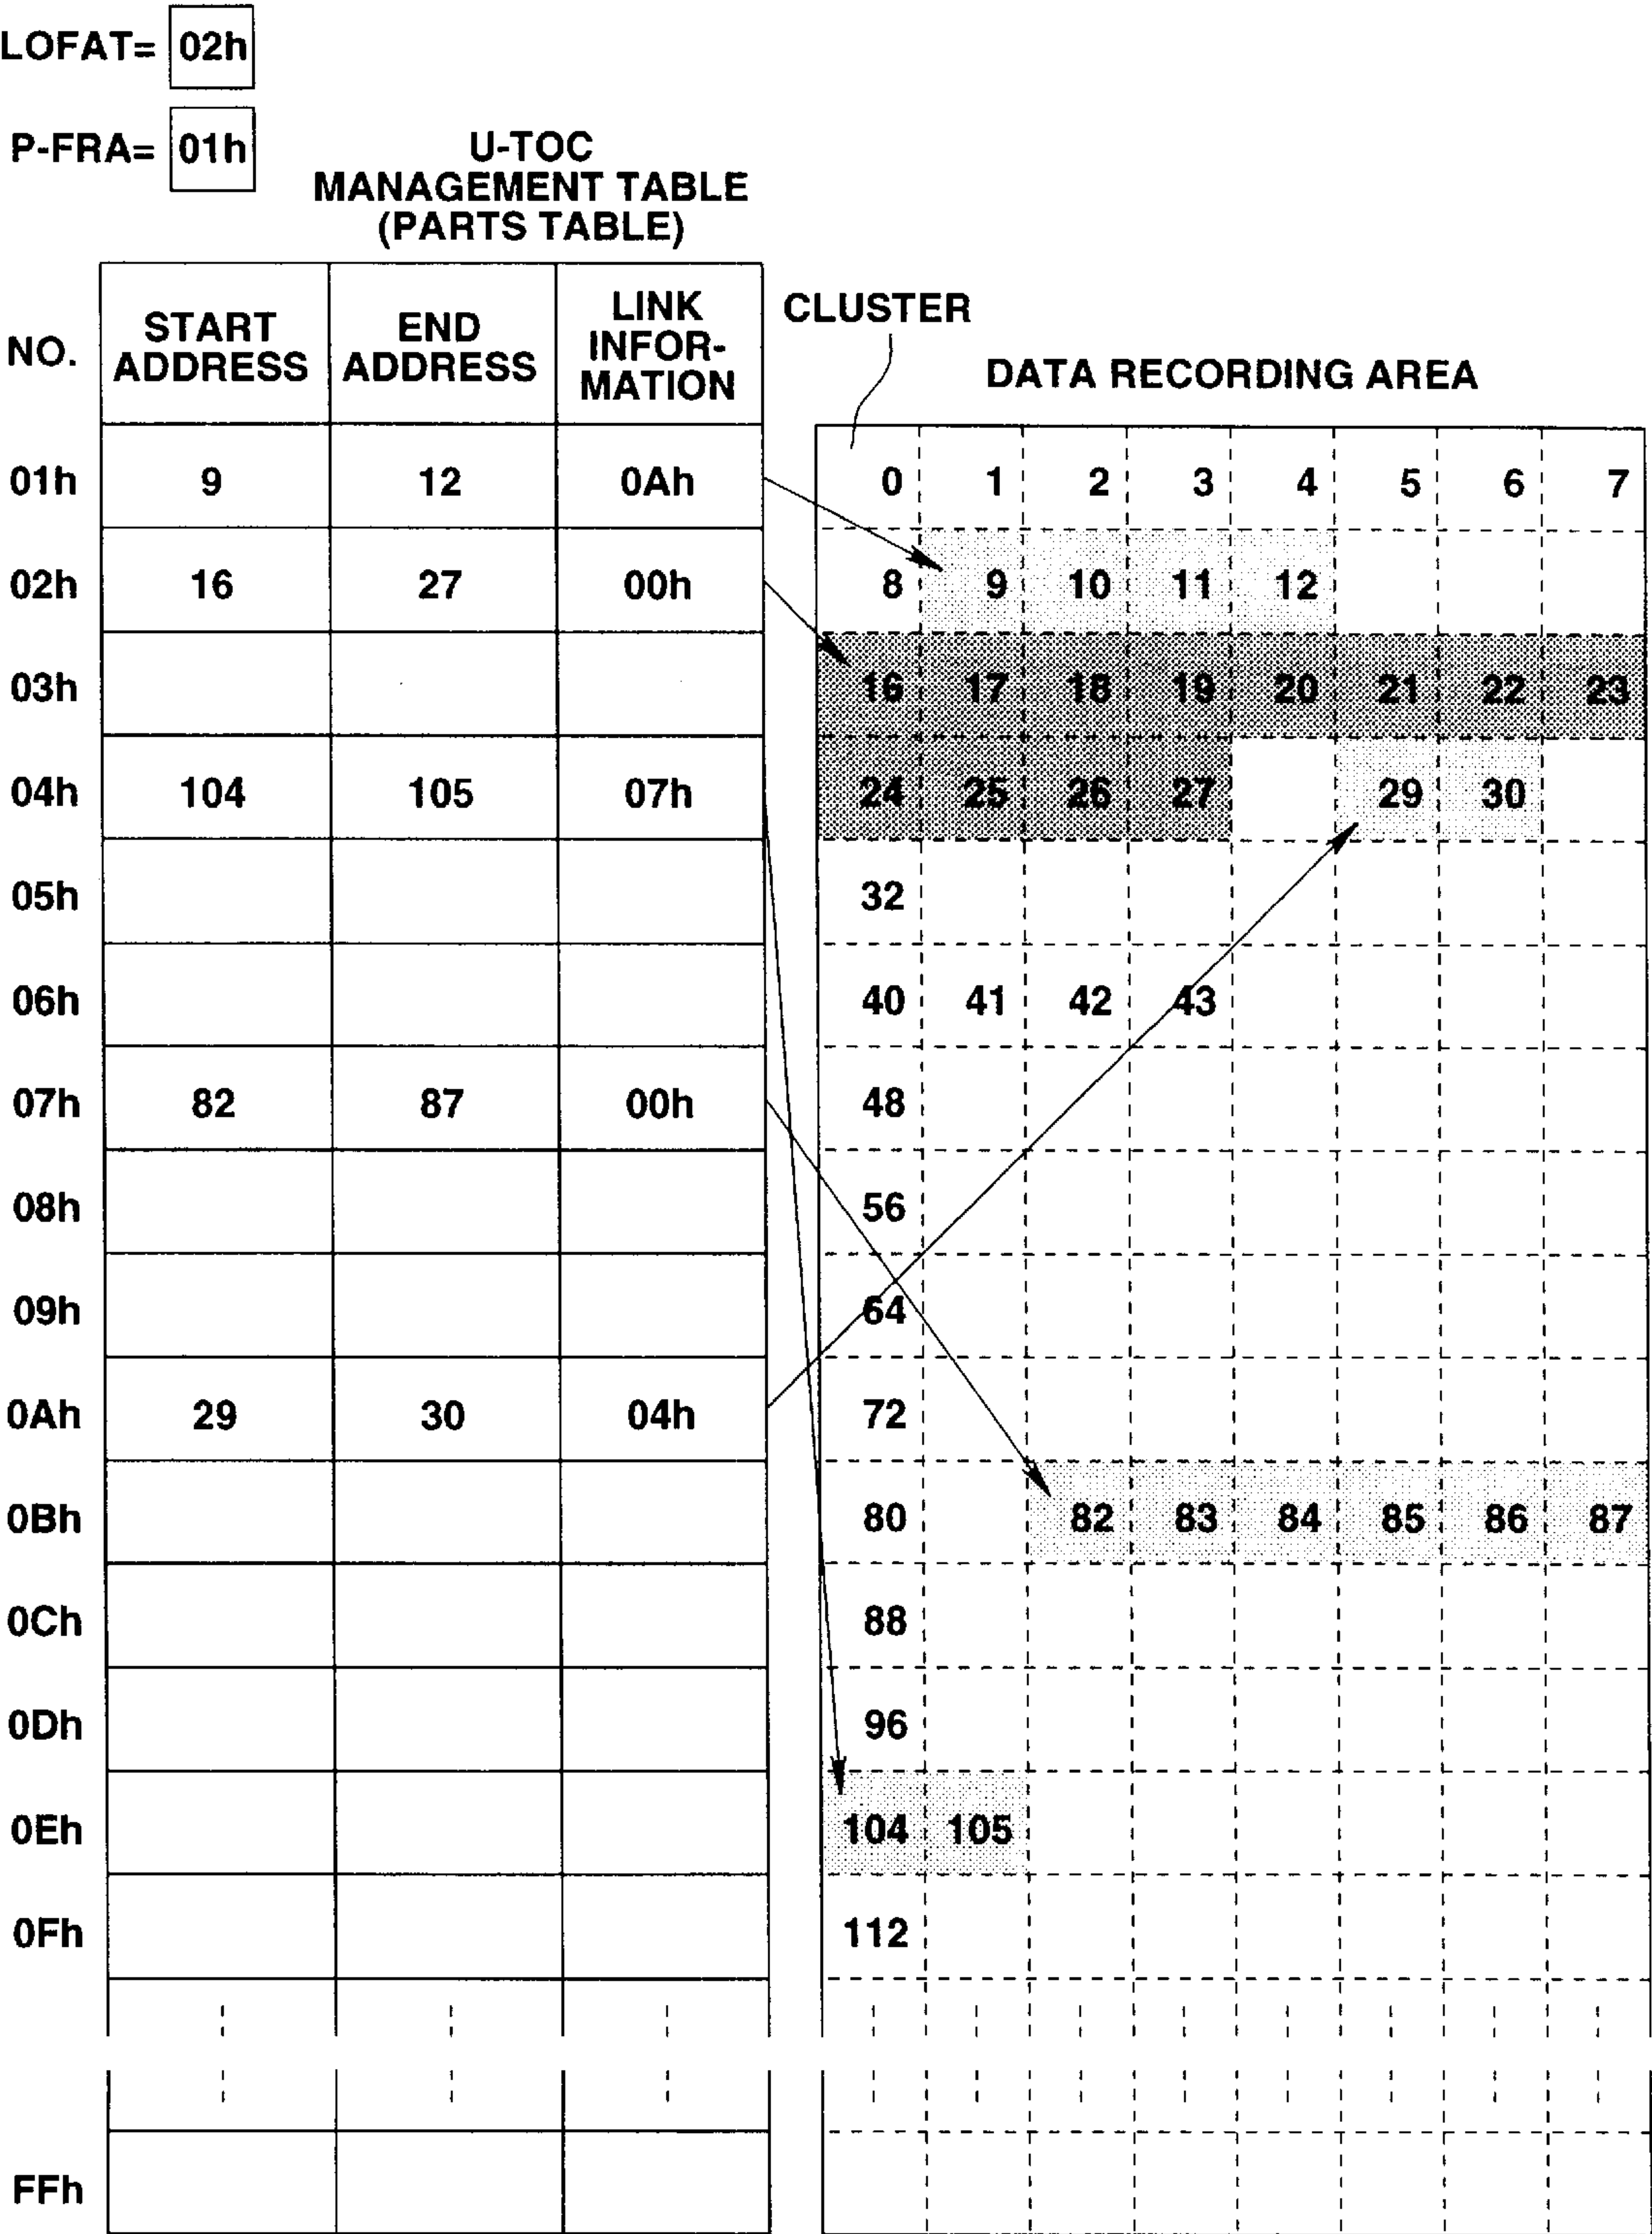 LOFAT= 02h
P-FRA= 01h
U-TOC
MANAGEMENT TABLE
(PARTS TABLE)
NO. START ADDRESS END ADDRESS LINK INFOR- MATION
CLUSTER
DATA RECORDING AREA
01h 9 12 0Ah 0 1 2 3 4 5 6 7
02h 16 27 00h 8 9 10 11 12
03h 16 17 18 19 20 21 22 23
04h 104 105 07h 24 25 26 27 29 30
05h 32
06h 40 41 42 43
07h 82 87 00h 48
08h 56
09h 64
0Ah 29 30 04h 72
0Bh 80 82 83 84 85 86 87
0Ch 88
0Dh 96
0Eh 104 105
0Fh 112
FFh